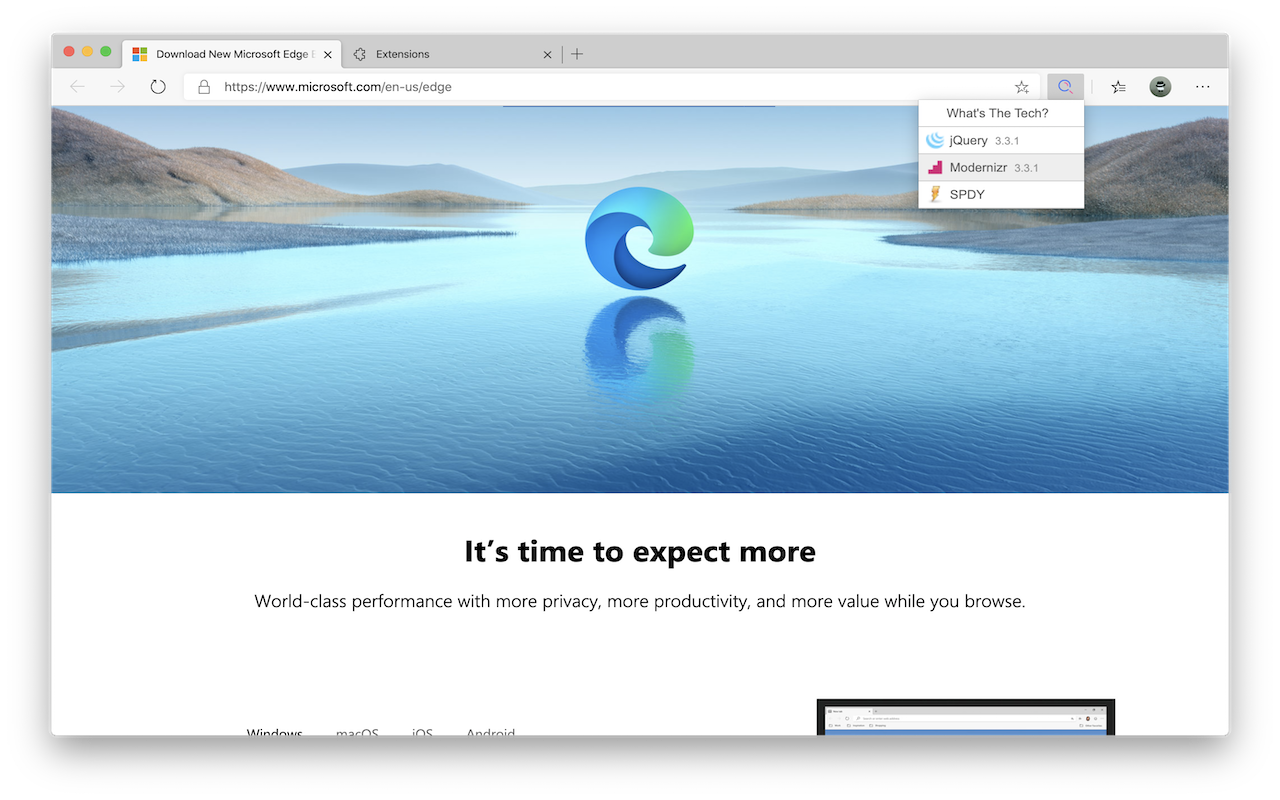 Download New Microsoft Edge
Extensions
https://www.microsoft.com/en-us/edge
What's The Tech?
jQuery 3.3.1
Modernizr 3.3.1
SPDY
It’s time to expect more
World-class performance with more privacy, more productivity, and more value while you browse.
Windows macOS iOS Android